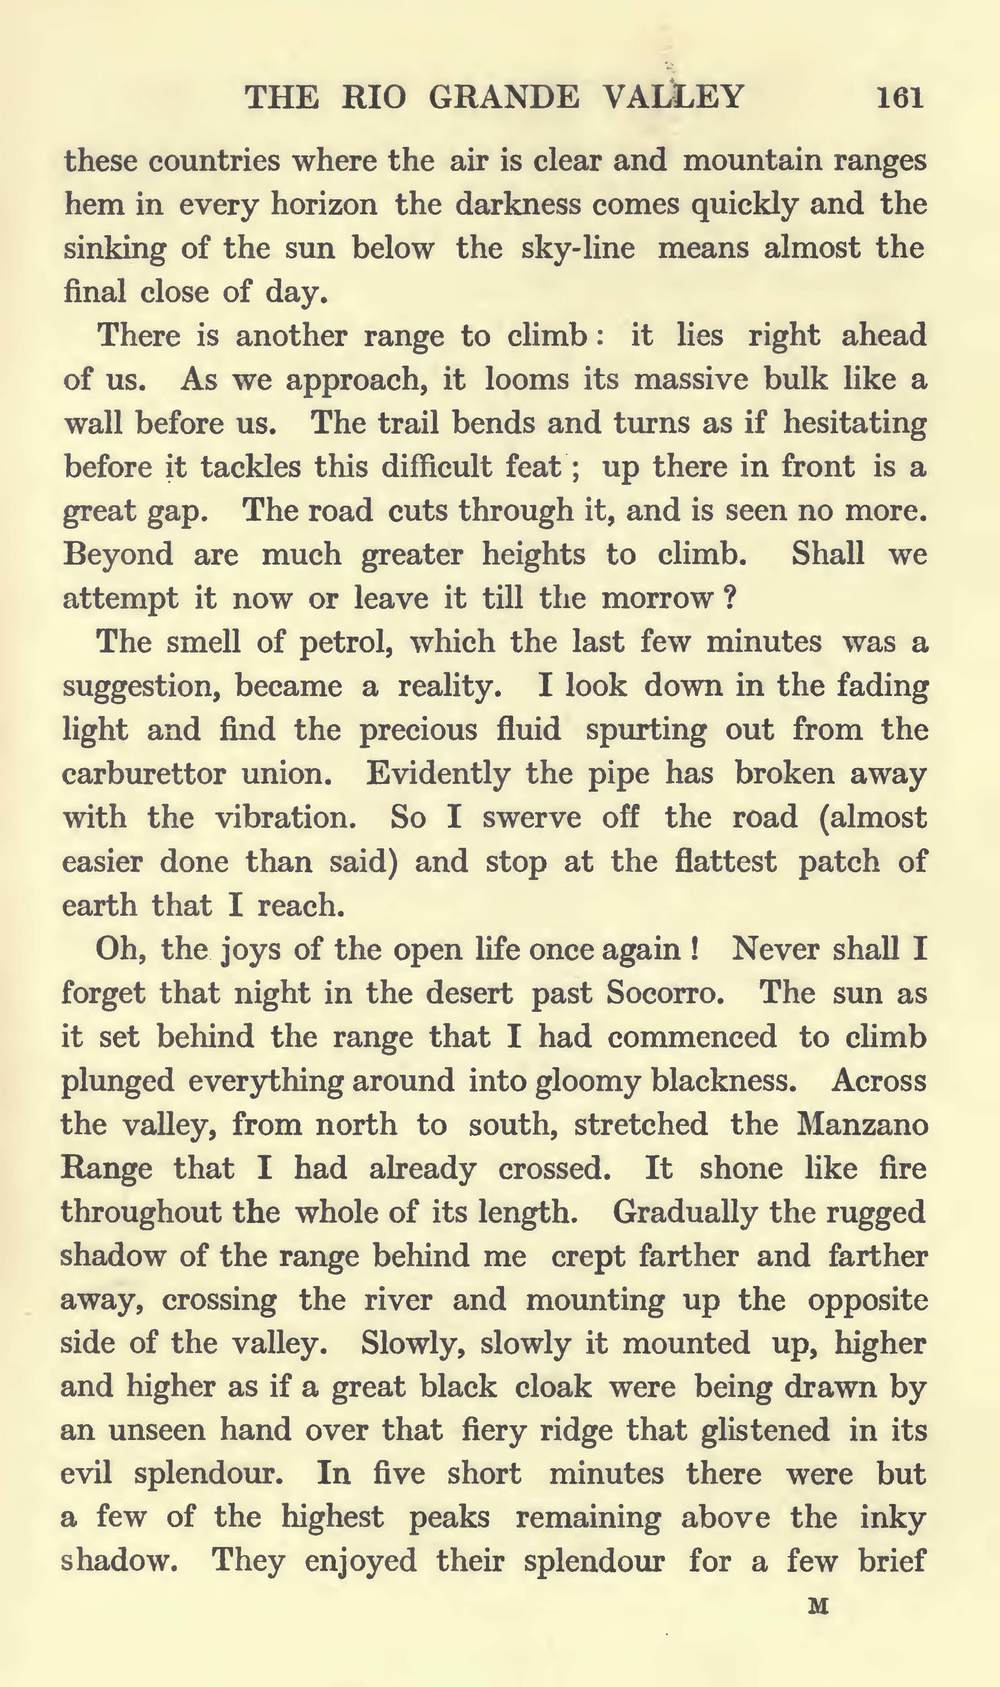 THE RIO GRANDE VALLEY 161
these countries where the air is clear and mountain ranges
hem in every horizon the darkness comes quickly and the
sinking of the sun below the sky-line means almost the
final close of day.
There is another range to climb : it lies right ahead
of us. As we approach, it looms its massive bulk like a
wall before us. The trail bends and turns as if hesitating
before it tackles this difficult feat ; up there in front is a
great gap. The road cuts through it, and is seen no more.
Beyond are much greater heights to climb. Shall we
attempt it now or leave it till the morrow ?
The smell of petrol, which the last few minutes was a
suggestion, became a reality. I look down in the fading
light and find the precious fluid spurting out from the
carburettor union. Evidently the pipe has broken away
with the vibration. So I swerve off the road (almost
easier done than said) and stop at the flattest patch of
earth that I reach.
Oh, the joys of the open life once again ! Never shall I
forget that night in the desert past Socorro. The sun as
it set behind the range that I had commenced to climb
plunged everything around into gloomy blackness. Across
the valley, from north to south, stretched the Manzano
Range that I had already crossed. It shone like fire
throughout the whole of its length. Gradually the rugged
shadow of the range behind me crept farther and farther
away, crossing the river and mounting up the opposite
side of the valley. Slowly, slowly it mounted up, higher
and higher as if a great black cloak were being drawn by
an unseen hand over that fiery ridge that glistened in its
evil splendour. In five short minutes there were but
a few of the highest peaks remaining above the inky
shadow. They enjoyed their splendour for a few brief
M